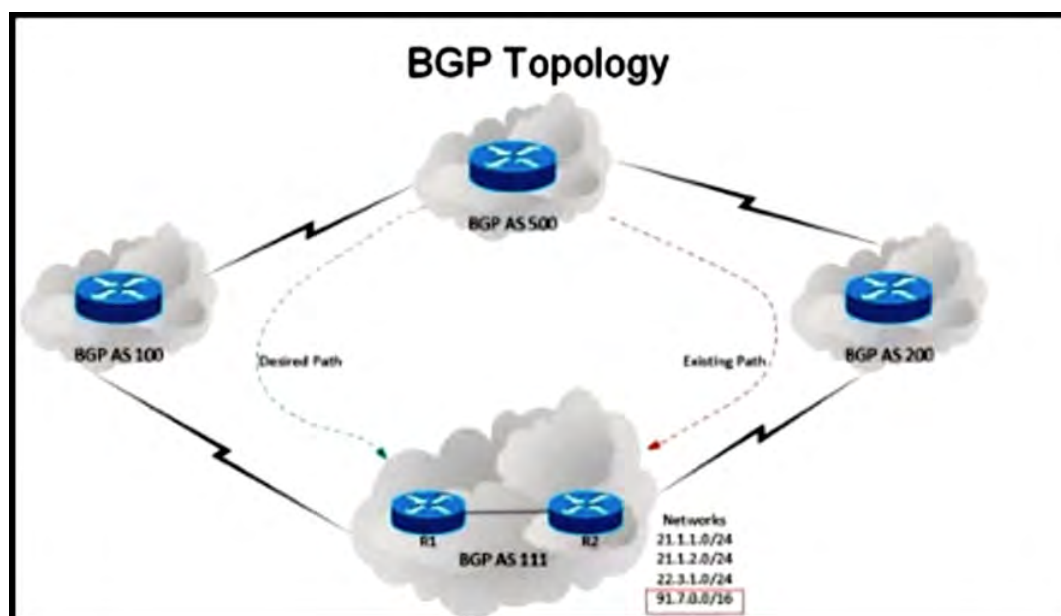 BGP Topology
BGP AS 500
BGP AS 100
BGP AS 200
Desired Path
Existing Path
R1
R2
BGP AS 111
Networks
21.1.1.0/24
21.1.2.0/24
22.3.1.0/24
91.7.0.0/16